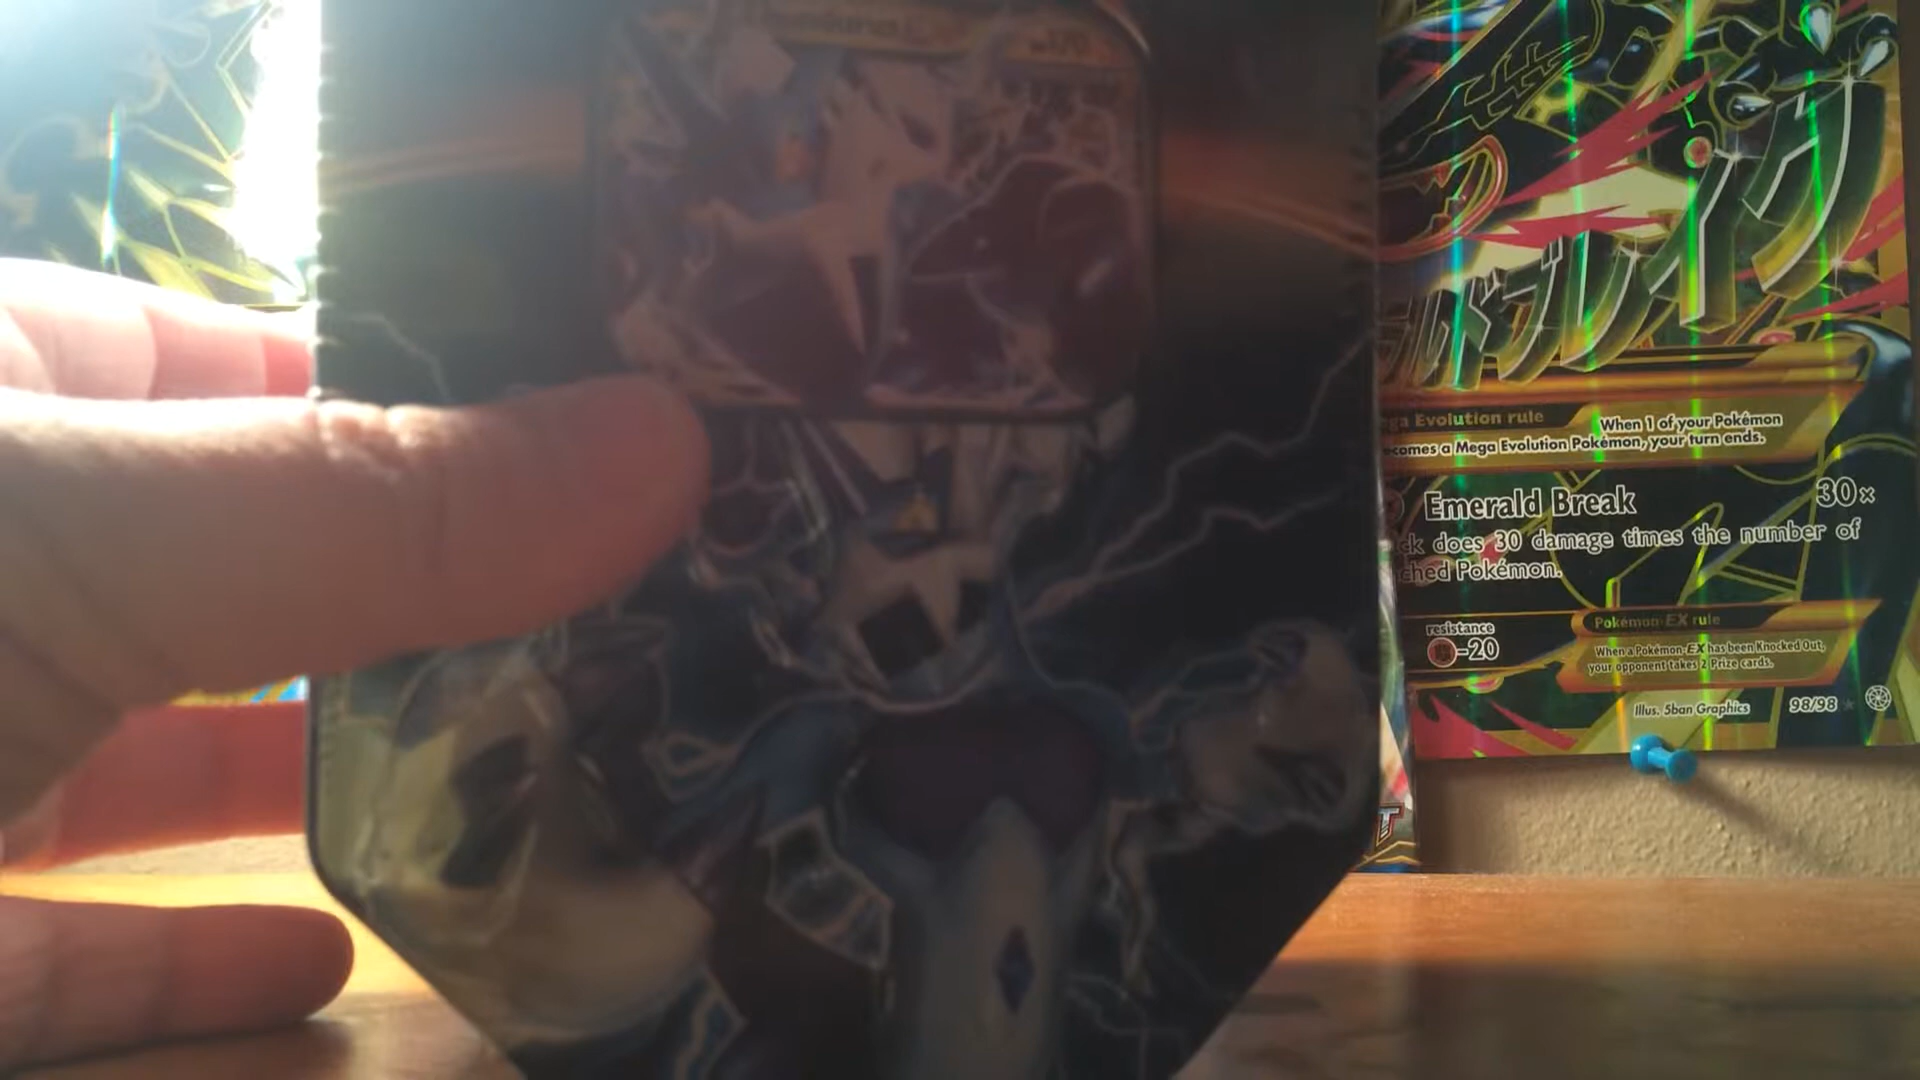 ドブレイク
ga Evolution rule
When 1 of your Pokémon
ecomes a Mega Evolution Pokémon, your turn ends.
Emerald Break 30×
ck does 30 damage times the number of
ched Pokémon.
resistance
-20
Pokémon-EX rule
When a Pokémon-EX has been Knocked Out,
your opponent takes 2 Prize cards.
Illus. 5ban Graphics 98/98